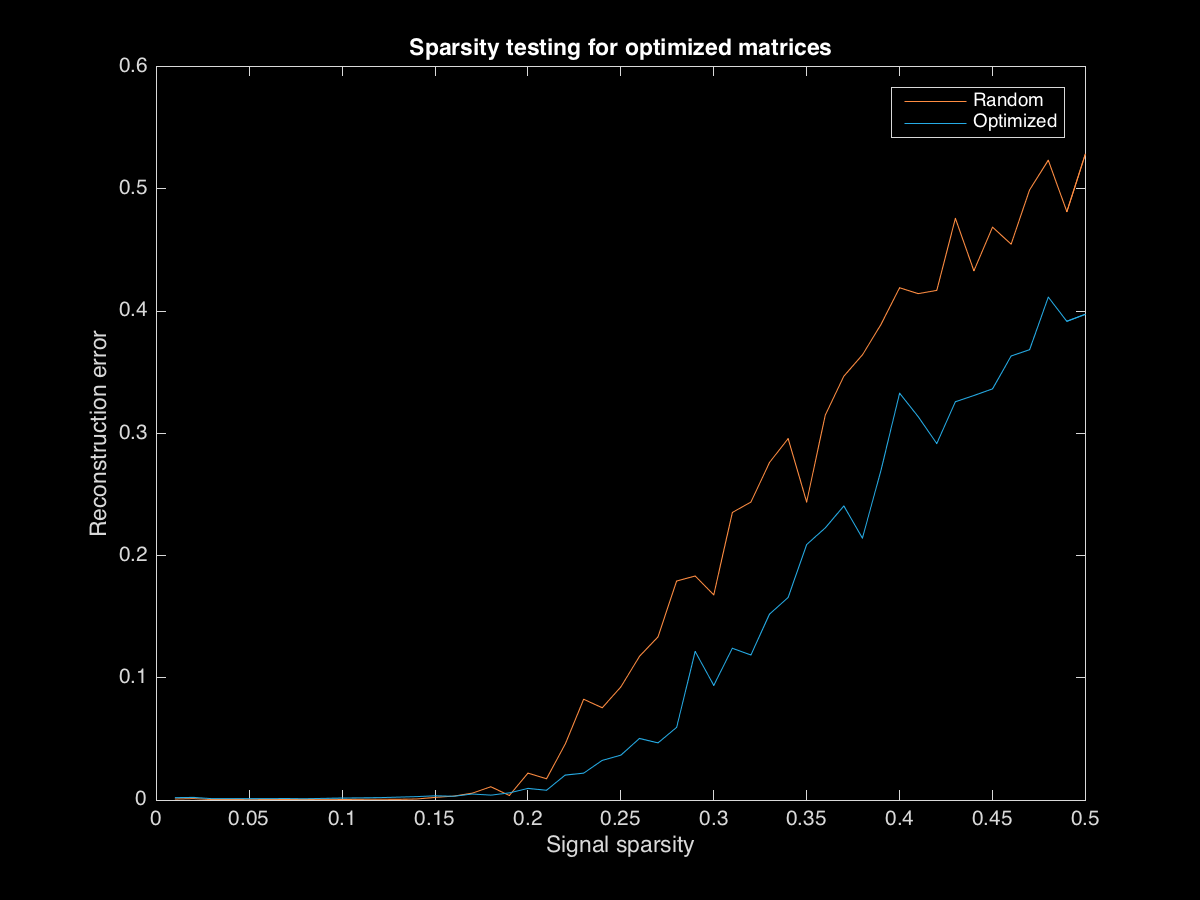 Sparsity testing for optimized matrices
Random
Optimized
0.6
0.5
0.4
0.3
0.2
0.1
0
Reconstruction error
0 0.05 0.1 0.15 0.2 0.25 0.3 0.35 0.4 0.45 0.5
Signal sparsity